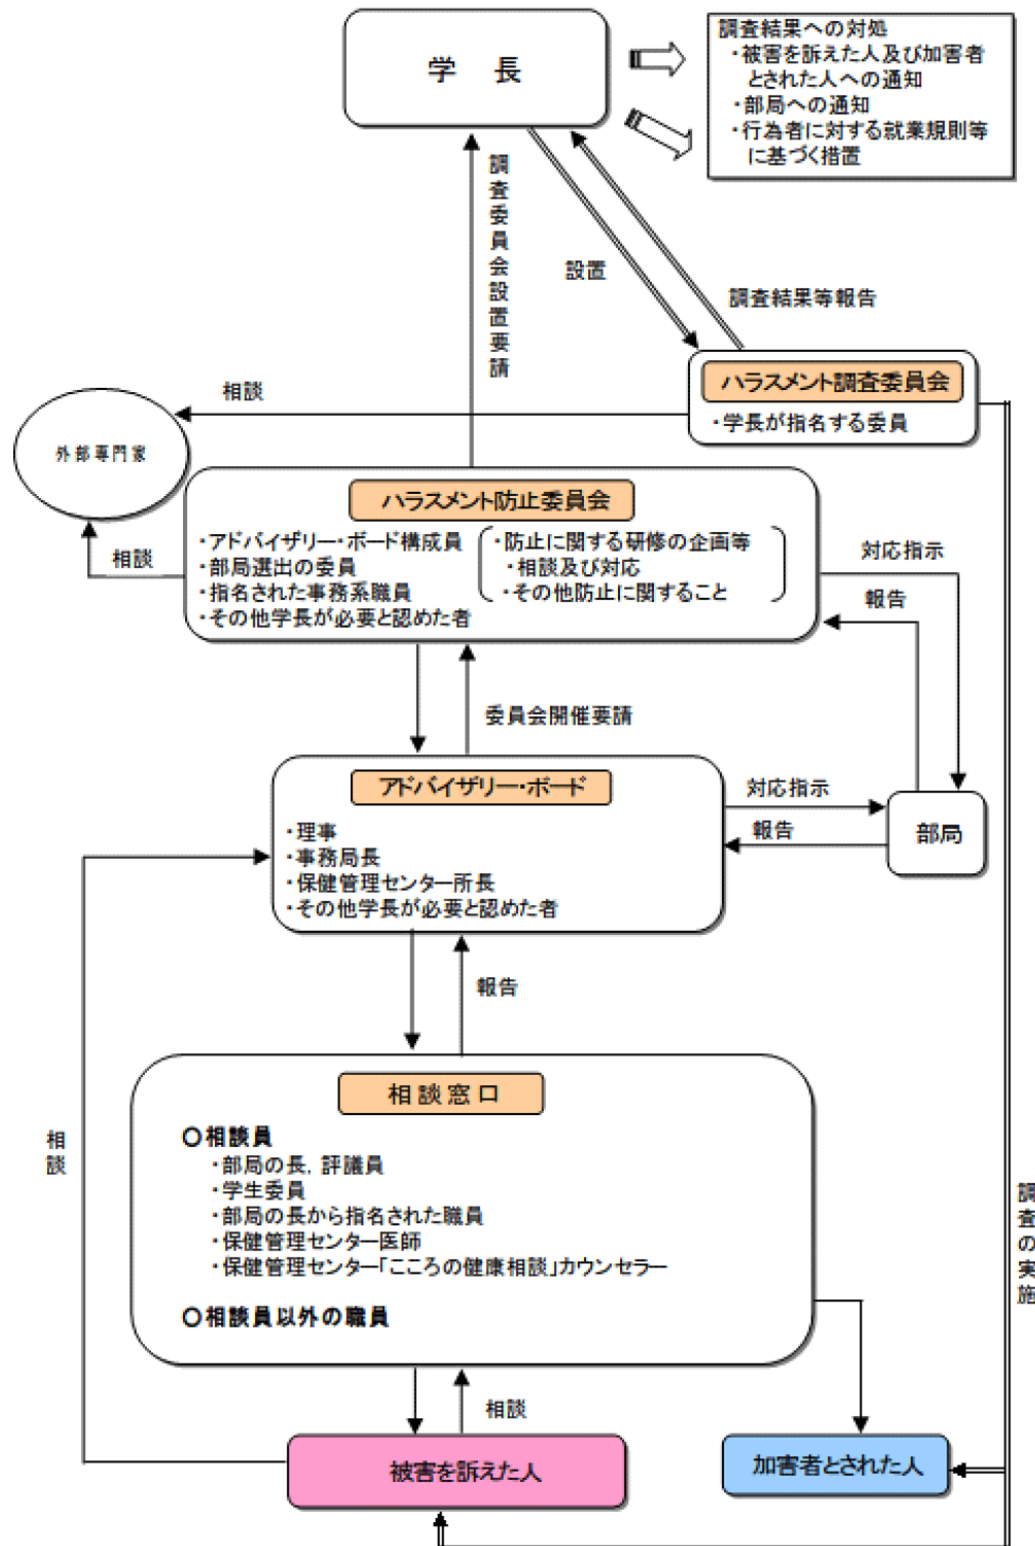 学 長
調査結果への対処
・被害を訴えた人及び加害者
とされた人への通知
・部局への通知
・行為者に対する就業規則等
に基づく措置
調査委員会設置要請
設置
調査結果等報告
ハラスメント調査委員会
・学長が指名する委員
相談
外部専門家
相談
ハラスメント防止委員会
・アドバイザリー・ボード構成員
・部局選出の委員
・指名された事務系職員
・その他学長が必要と認めた者
・防止に関する研修の企画等
・相談及び対応
・その他防止に関すること
対応指示
報告
委員会開催要請
アドバイザリー・ボード
・理事
・事務局長
・保健管理センター所長
・その他学長が必要と認めた者
対応指示
報告
部局
報告
相談窓口
〇相談員
・部局の長, 評議員
・学生委員
・部局の長から指名された職員
・保健管理センター医師
・保健管理センター「こころの健康相談」カウンセラー
〇相談員以外の職員
相談
調査の実施
相談
被害を訴えた人
加害者とされた人